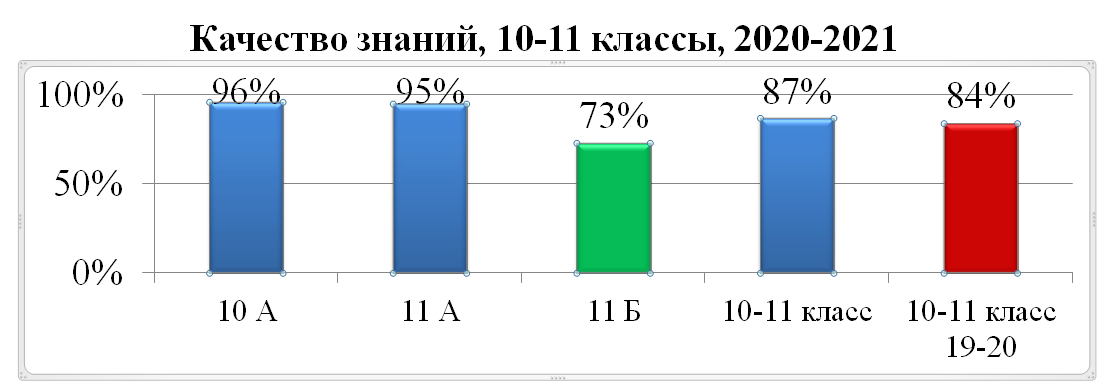 Качество знаний, 10-11 классы, 2020-2021
100%
50%
0%
96%
95%
73%
87%
84%
10 А
11 А
11 Б
10-11 класс
10-11 класс
19-20